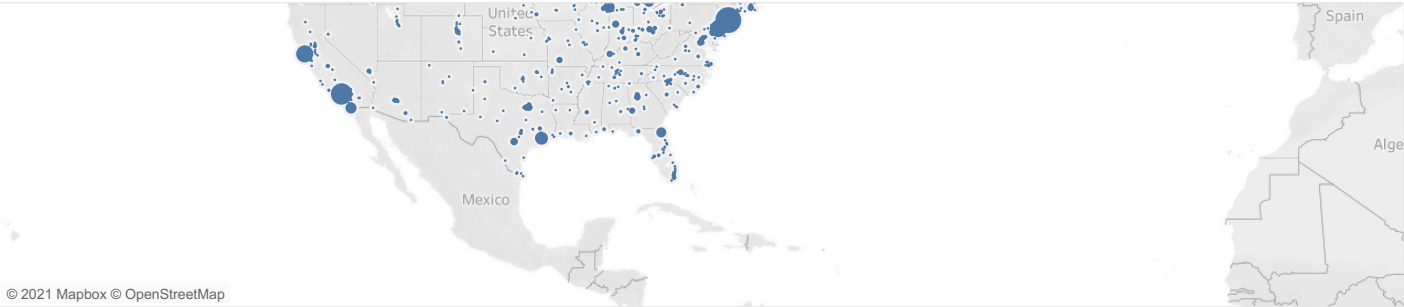 United
States
Spain
Alge
Mexico
© 2021 Mapbox © OpenStreetMap